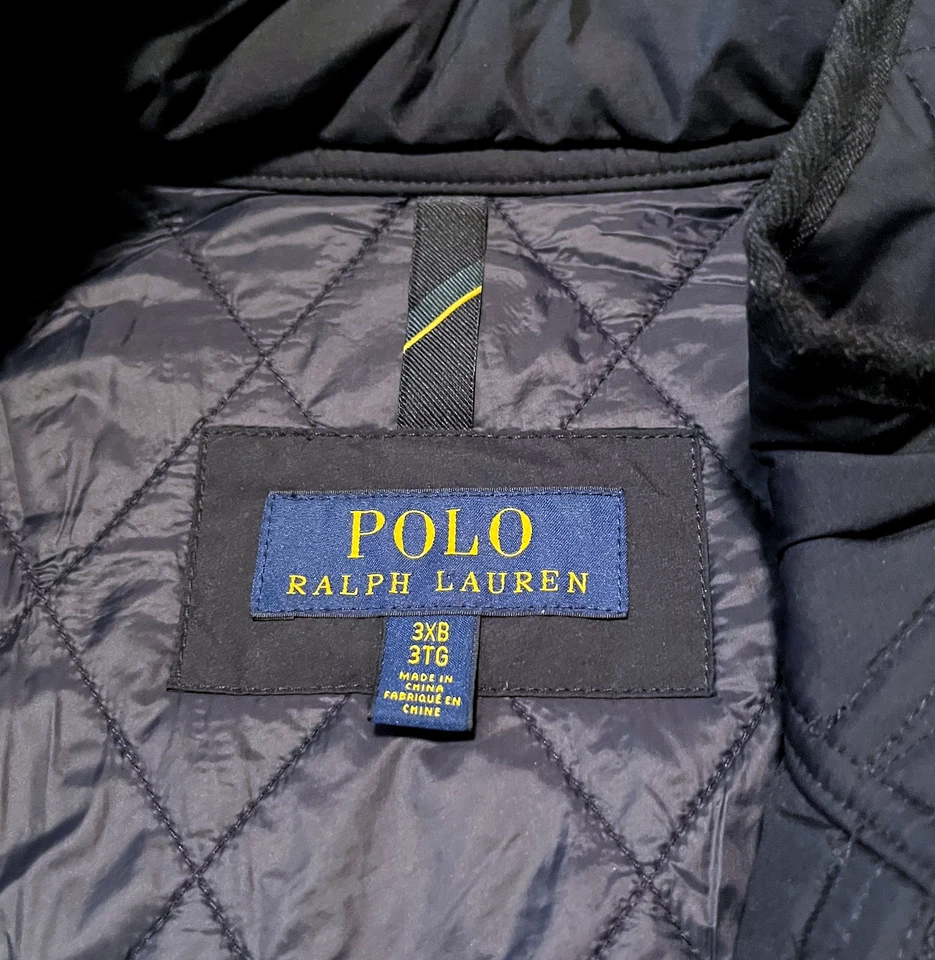 POLO
RALPH LAUREN
3XB
3TG
MADE IN
CHINA
FABRIQUÉ EN
CHINE